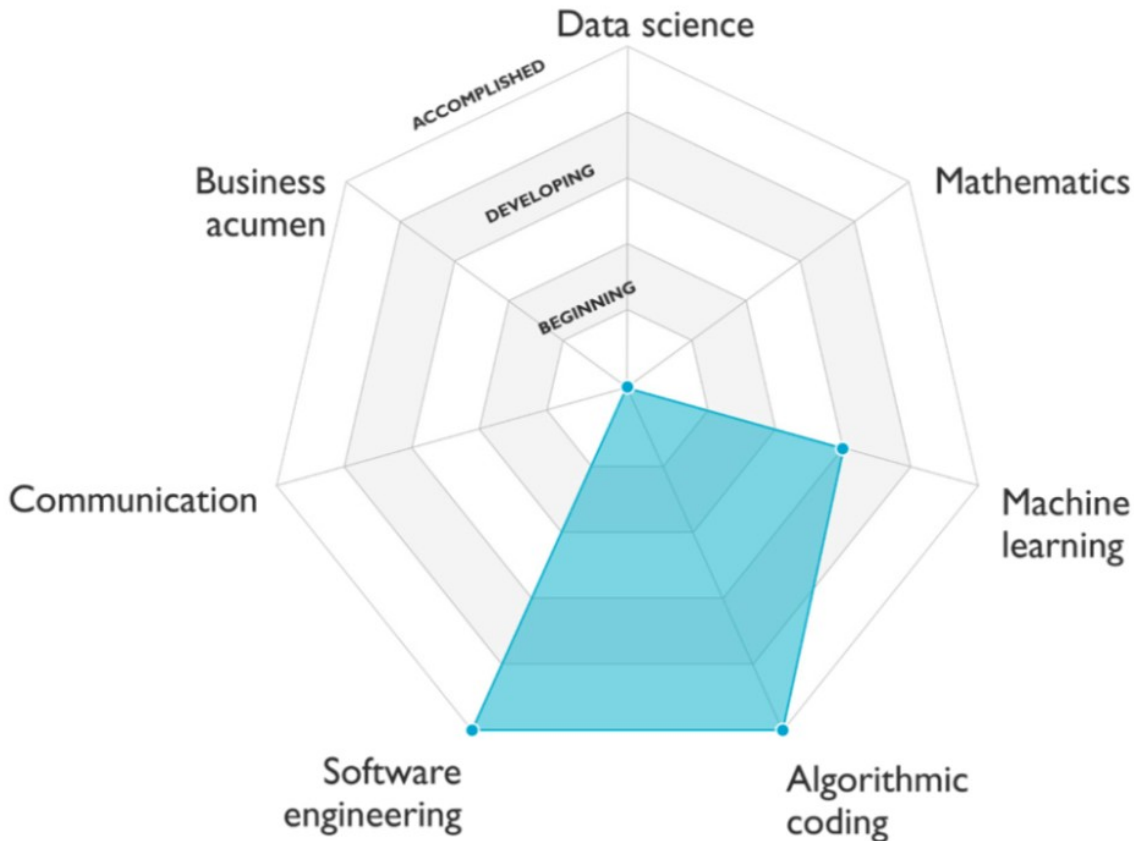 Data science
ACCOMPLISHED
Business
acumen
DEVELOPING
Mathematics
BEGINNING
Communication
Machine
learning
Software
engineering
Algorithmic
coding